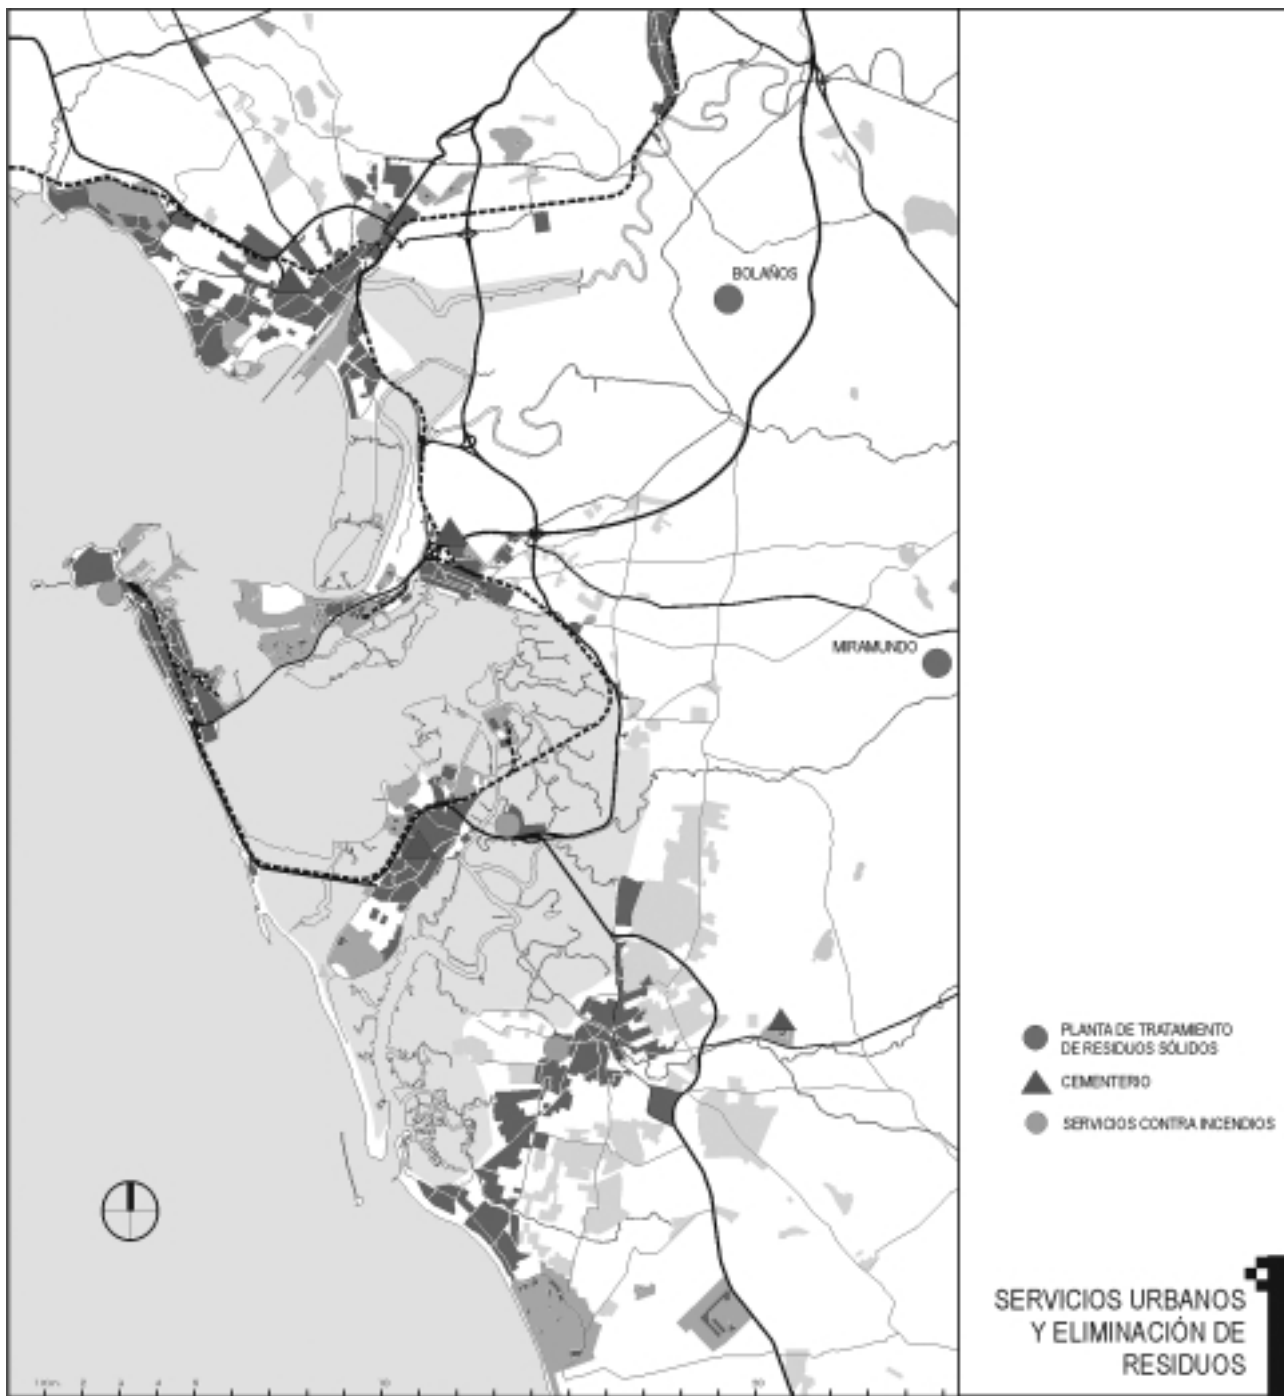 BOLAÑOS
MIRAMUNDO
PLANTA DE TRATAMIENTO
DE RESIDUOS SÓLIDOS
CEMENTERIO
SERVICIOS CONTRA INCENDIOS
SERVICIOS URBANOS
Y ELIMINACIÓN DE
RESIDUOS